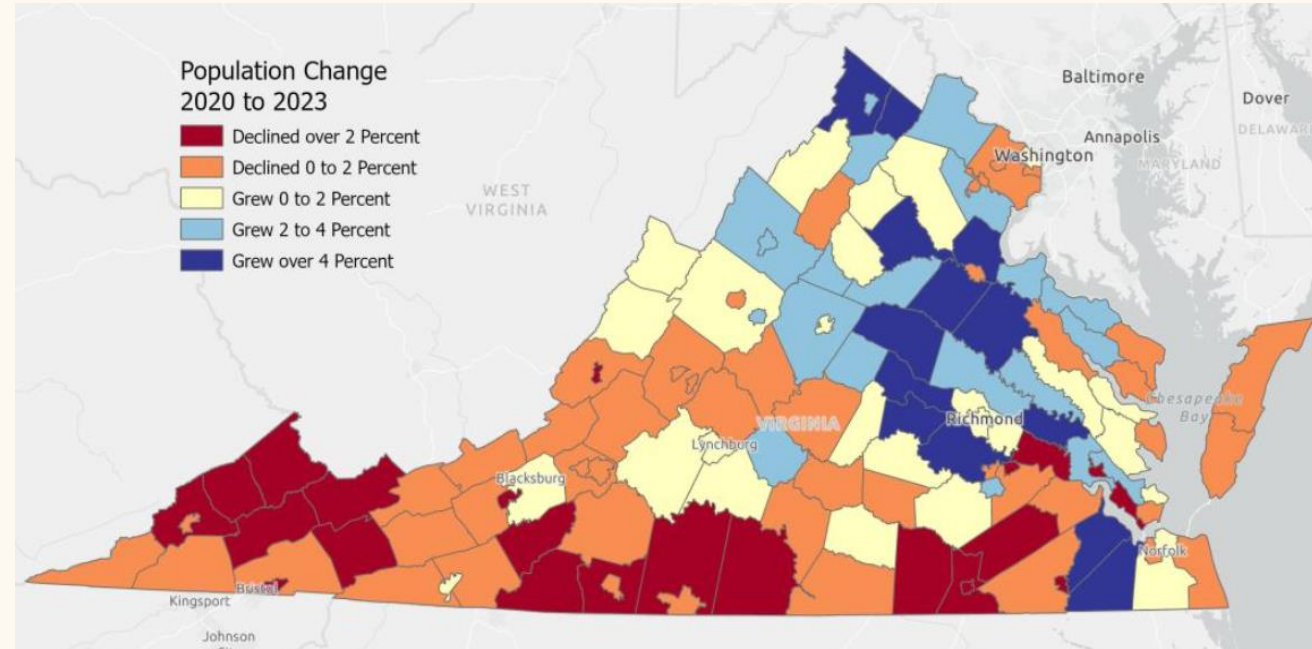 Population Change
2020 to 2023
Declined over 2 Percent
Declined 0 to 2 Percent
Grew 0 to 2 Percent
Grew 2 to 4 Percent
Grew over 4 Percent
Baltimore
Dover
Annapolis
DELAWAR
Washington
MARYLAND
WEST
VIRGINIA
Chesapeake
Bay
Richmond
VIRGINIA
Lynchburg
Blacksburg
Norfolk
Bristol
Kingsport
Johnson